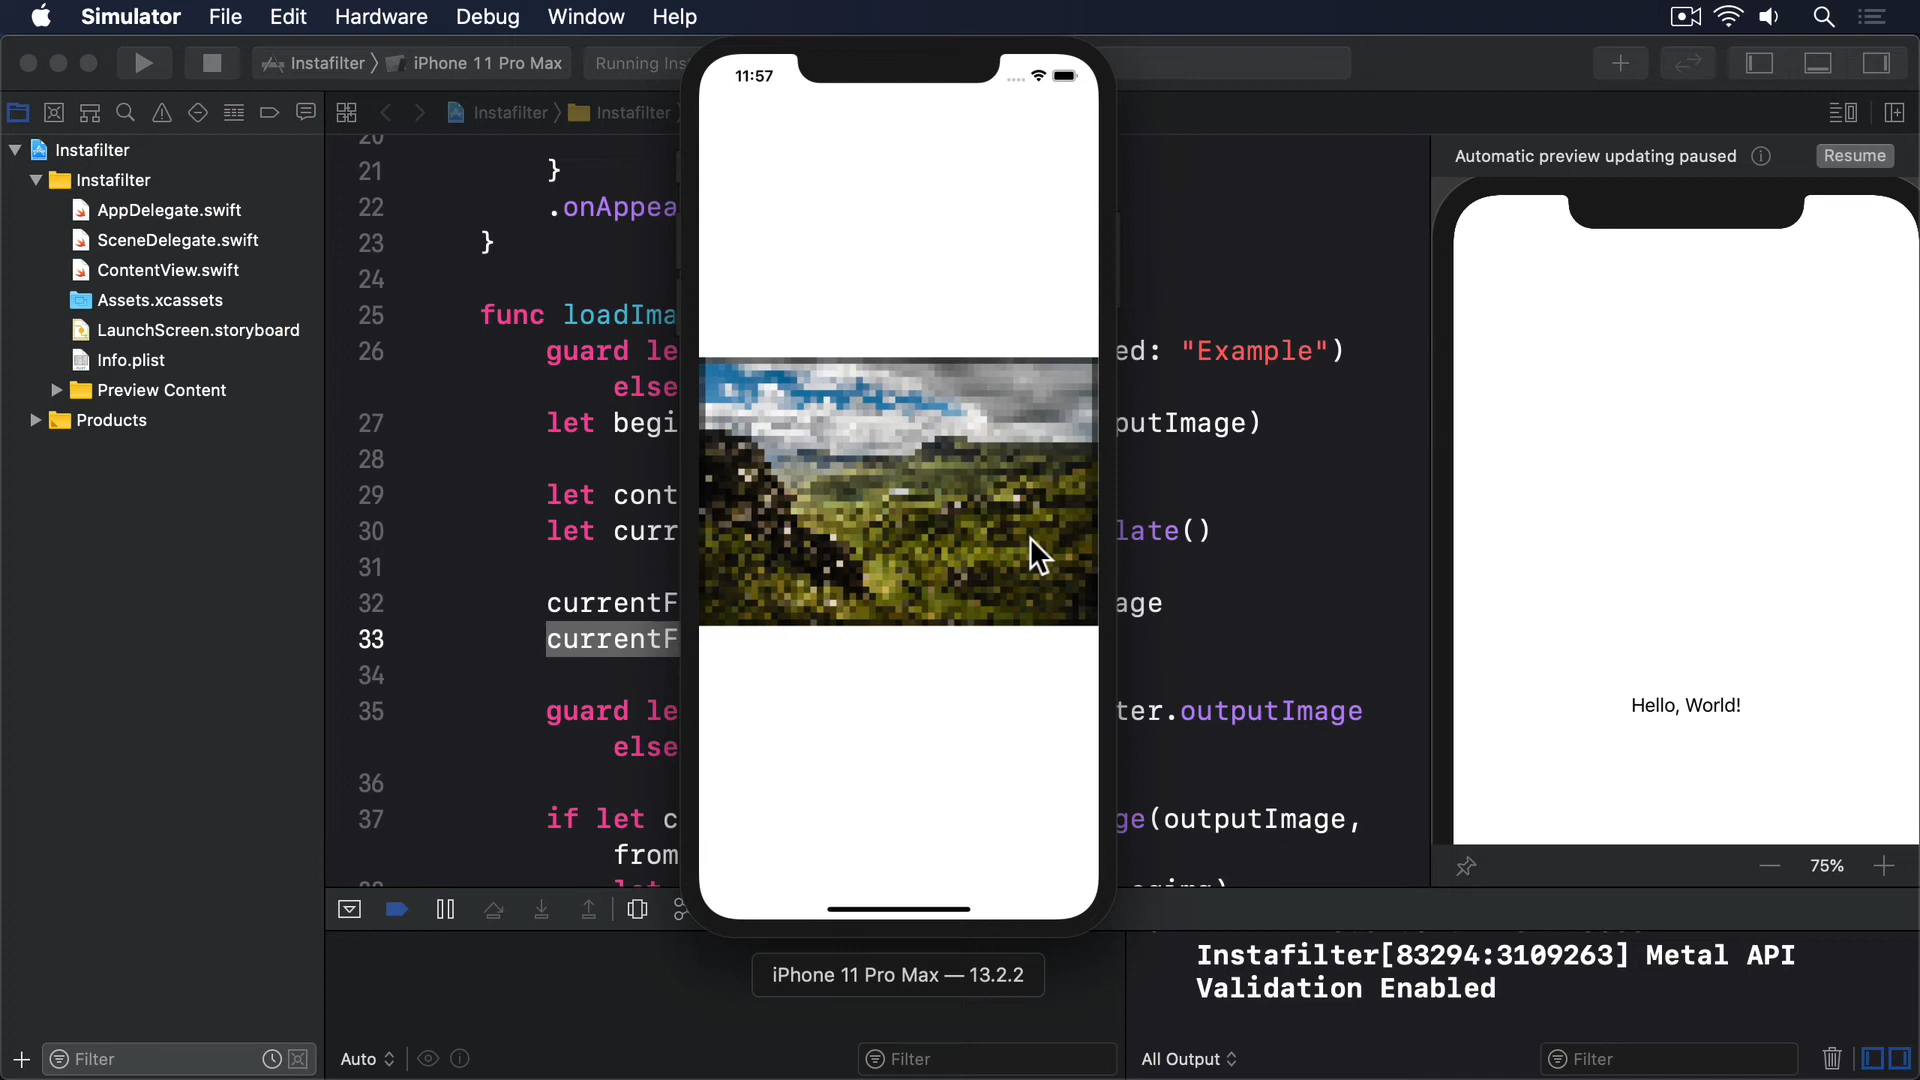 Simulator File Edit Hardware Debug Window Help
Instafilter iPhone 11 Pro Max Running Ins
Instafilter Instafilter
Instafilter
Instafilter
AppDelegate.swift
SceneDelegate.swift
ContentView.swift
Assets.xcassets
LaunchScreen.storyboard
Info.plist
Preview Content
Products
20
21 }
22 .onAppea
23 }
24
25 func loadIma
26 guard le ed: "Example")
else
27 let begi putImage)
28
29 let cont
30 let curr late()
31
32 currentF age
33 currentF
34
35 guard le ter.outputImage
else
36
37 if let c ge(outputImage,
from
11:57
iPhone 11 Pro Max — 13.2.2
Automatic preview updating paused Resume
Hello, World!
75%
Instafilter[83294:3109263] Metal API
Validation Enabled
Filter
Auto
Filter
All Output
Filter